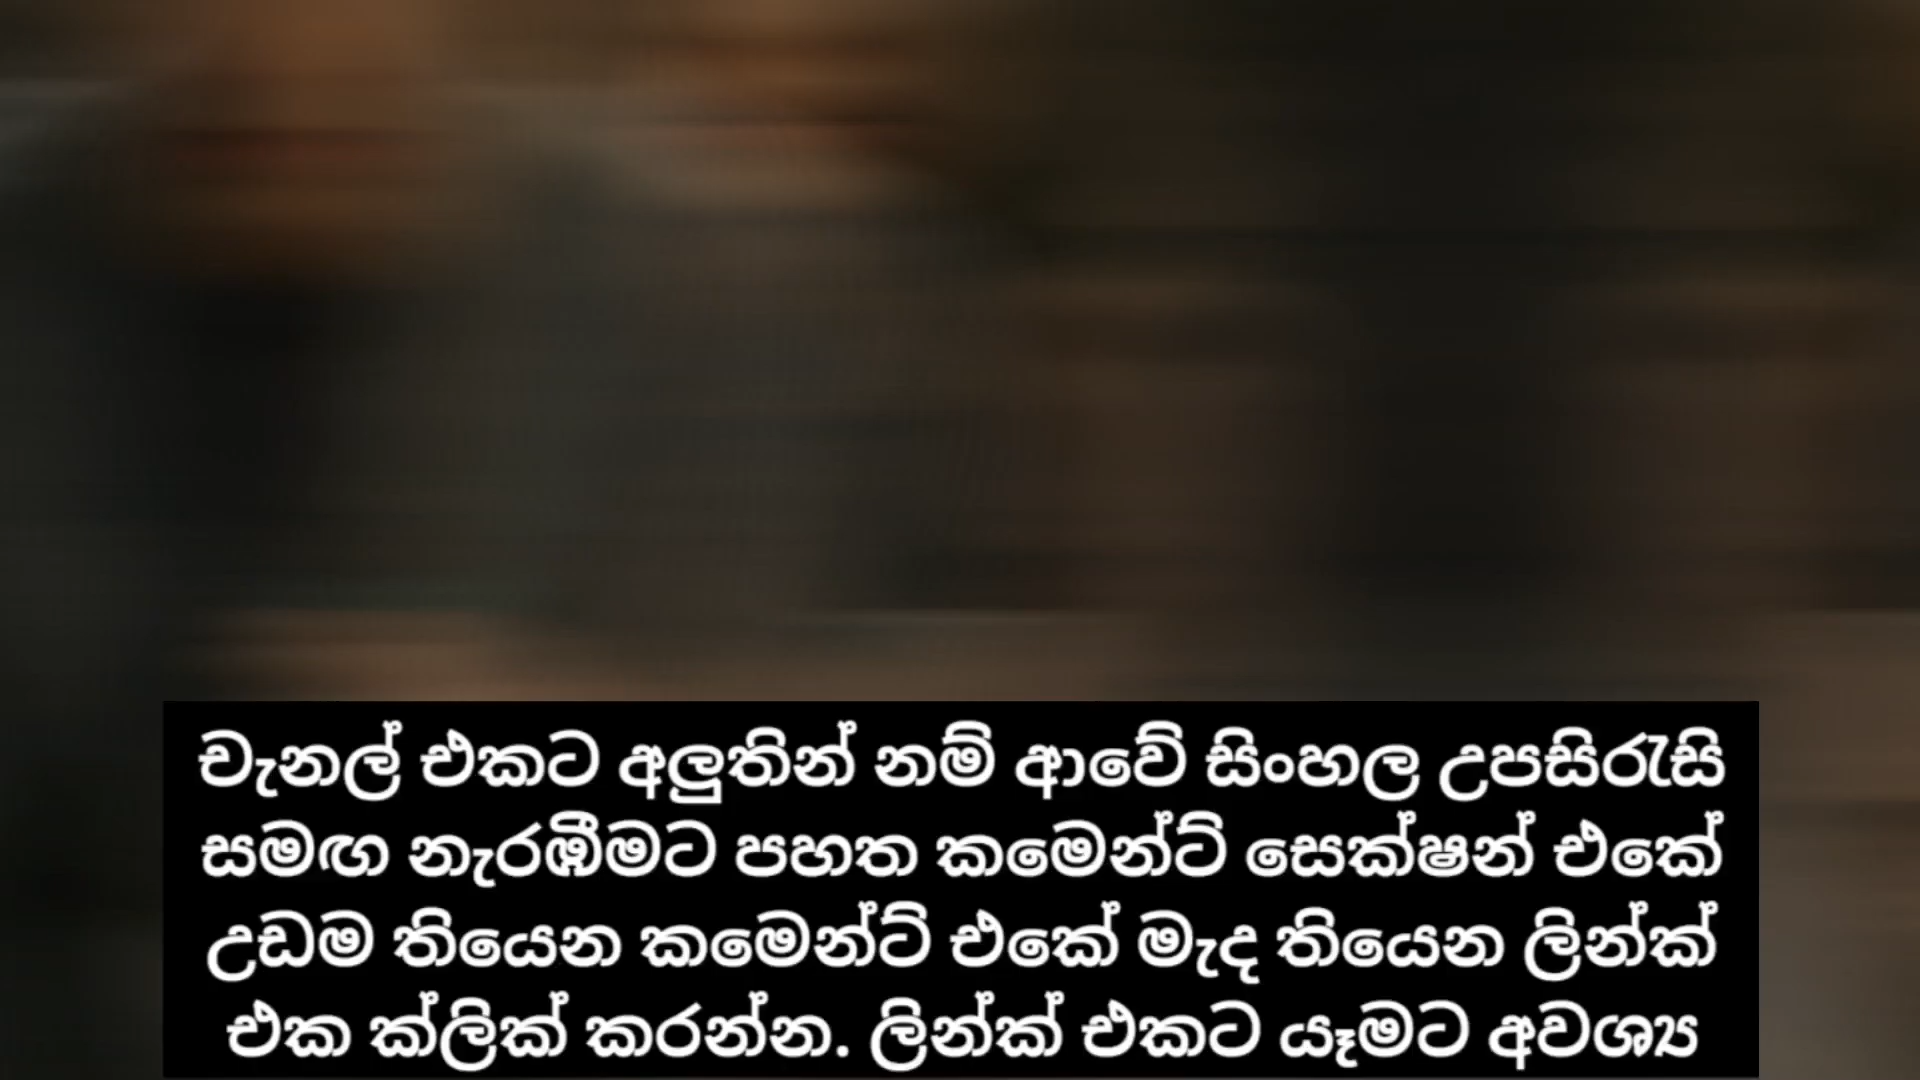 චැනල් එකට අලුතින් නම් ආවේ සිංහල උපසිරැසි
සමඟ නැරඹීමට පහත කමෙන්ට් සෙක්ෂන් එකේ
උඩම තියෙන කමෙන්ට් එකේ මැද තියෙන ලින්ක්
එක ක්ලික් කරන්න. ලින්ක් එකට යෑමට අවශ්‍ය